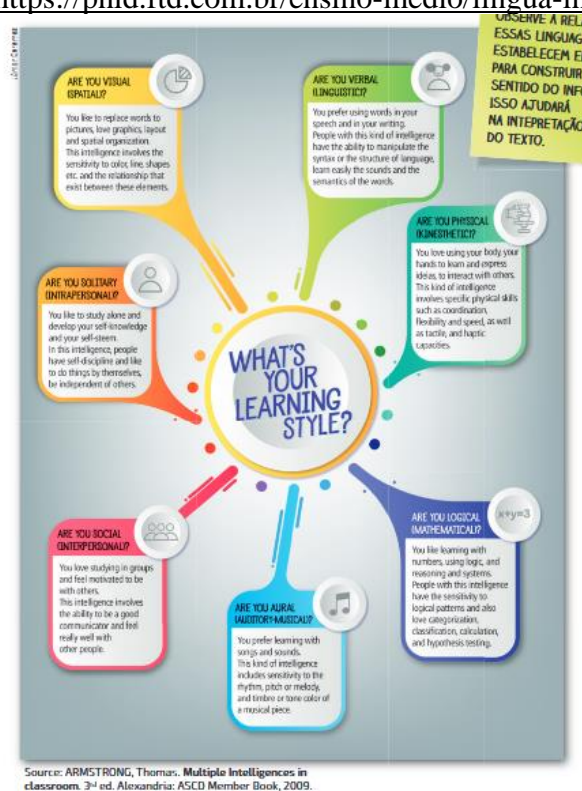 https://pnld.ftd.com.br/ensino-medio/lingua-in
OBSERVE A RELA
ESSAS LINGUAG
ESTABELECEM E
PARA CONSTRUIR
SENTIDO DO INFO
ISSO AJUDARÁ
NA INTEPRETAÇÃO
DO TEXTO.
ARE YOU VISUAL
(SPATIAL)?
You like to replace words to
pictures, love graphics, layout
and spatial organization.
This intelligence involves the
sensitivity to color, line, shapes
etc. and the relationship that
exist between these elements.
ARE YOU VERBAL
(LINGUISTIC)?
You prefer using words in your
speech and in your writing.
People with this kind of intelligence
have the ability to manipulate the
syntax or the structure of language,
learn easily the sounds and the
semantics of the words.
ARE YOU PHYSICAL
(KINESTHETIC)?
You love using your body, your
hands to learn and express
ideias, to interact with others.
This kind of intelligence
involves specific physical skills
such as coordination,
flexibility and speed, as well
as tactile, and haptic
capacities.
ARE YOU SOLITARY
(INTRAPERSONAL)?
You like to study alone and
develop your self-knowledge
and your self-steem.
In this intelligence, people
have self-discipline and like
to do things by themselves,
be independent of others.
WHAT'S
YOUR
LEARNING
STYLE?
ARE YOU LOGICAL
(MATHEMATICAL)?
x+y=3
You like learning with
numbers, using logic, and
reasoning and systems.
People with this intelligence
have the sensitivity to
logical patterns and also
love categorization,
classification, calculation,
and hypothesis testing.
ARE YOU SOCIAL
(INTERPERSONAL)?
You love studying in groups
and feel motivated to be
with others.
This intelligence involves
the ability to be a good
communicator and feel
really well with
other people.
ARE YOU AURAL
(AUDITORY-MUSICAL)?
You prefer learning with
songs and sounds.
This kind of intelligence
includes sensitivity to the
rhythm, pitch or melody,
and timbre or tone color of
a musical piece.
Source: ARMSTRONG, Thomas. Multiple Intelligences in
classroom. 3rd ed. Alexandria: ASCD Member Book, 2009.